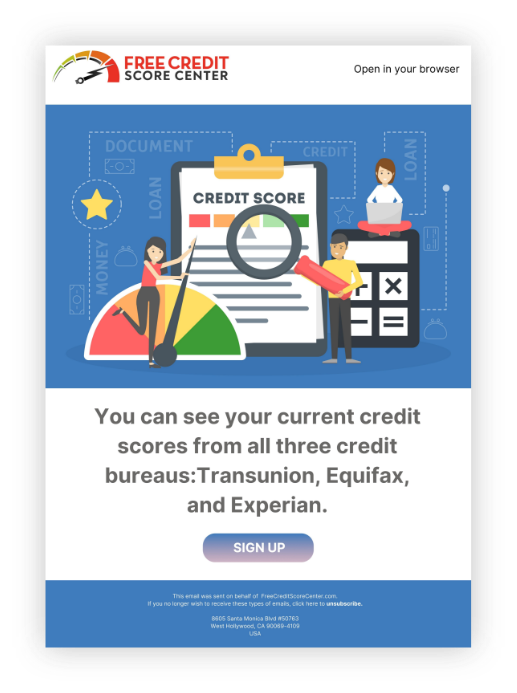 FREE CREDIT
SCORE CENTER
Open in your browser
DOCUMENT
CREDIT
LOAN
LOAN
CREDIT SCORE
MONEY
You can see your current credit
scores from all three credit
bureaus:Transunion, Equifax,
and Experian.
SIGN UP
This email was sent on behalf of FreeCreditScoreCenter.com.
If you no longer wish to receive these types of emails, click here to unsubscribe.
8605 Santa Monica Blvd #50763
West Hollywood, CA 90069-4109
USA